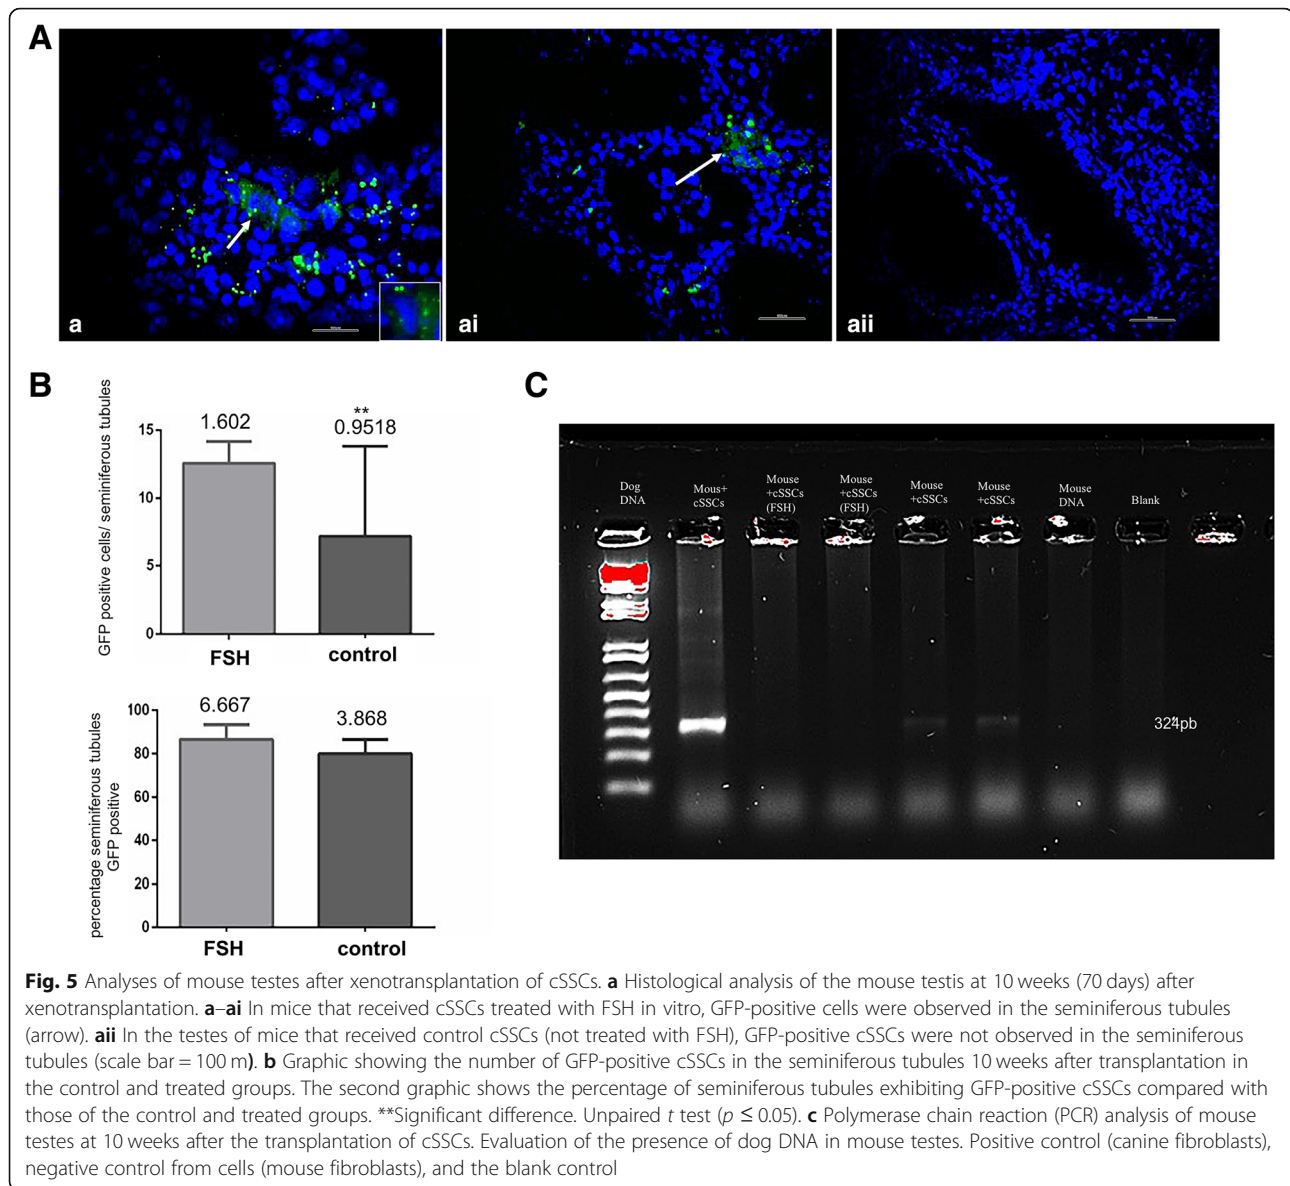 A
a
ai
aii
B
GFP positive cells/ seminiferous tubules
15
10
5
0
1.602
**
0.9518
FSH
control
percentage seminiferous tubules
GFP positive
100
80
60
40
20
0
6.667
3.868
FSH
control
C
Dog
DNA
Mous+
cSSCs
Mouse
+cSSCs
(FSH)
Mouse
+cSSCs
(FSH)
Mouse
+cSSCs
Mouse
+cSSCs
Mouse
DNA
Blank
324pb
Fig. 5 Analyses of mouse testes after xenotransplantation of cSSCs. a Histological analysis of the mouse testis at 10 weeks (70 days) after
xenotransplantation. a–ai In mice that received cSSCs treated with FSH in vitro, GFP-positive cells were observed in the seminiferous tubules
(arrow). aii In the testes of mice that received control cSSCs (not treated with FSH), GFP-positive cSSCs were not observed in the seminiferous
tubules (scale bar = 100 m). b Graphic showing the number of GFP-positive cSSCs in the seminiferous tubules 10 weeks after transplantation in
the control and treated groups. The second graphic shows the percentage of seminiferous tubules exhibiting GFP-positive cSSCs compared with
those of the control and treated groups. **Significant difference. Unpaired t test (p ≤ 0.05). c Polymerase chain reaction (PCR) analysis of mouse
testes at 10 weeks after the transplantation of cSSCs. Evaluation of the presence of dog DNA in mouse testes. Positive control (canine fibroblasts),
negative control from cells (mouse fibroblasts), and the blank control